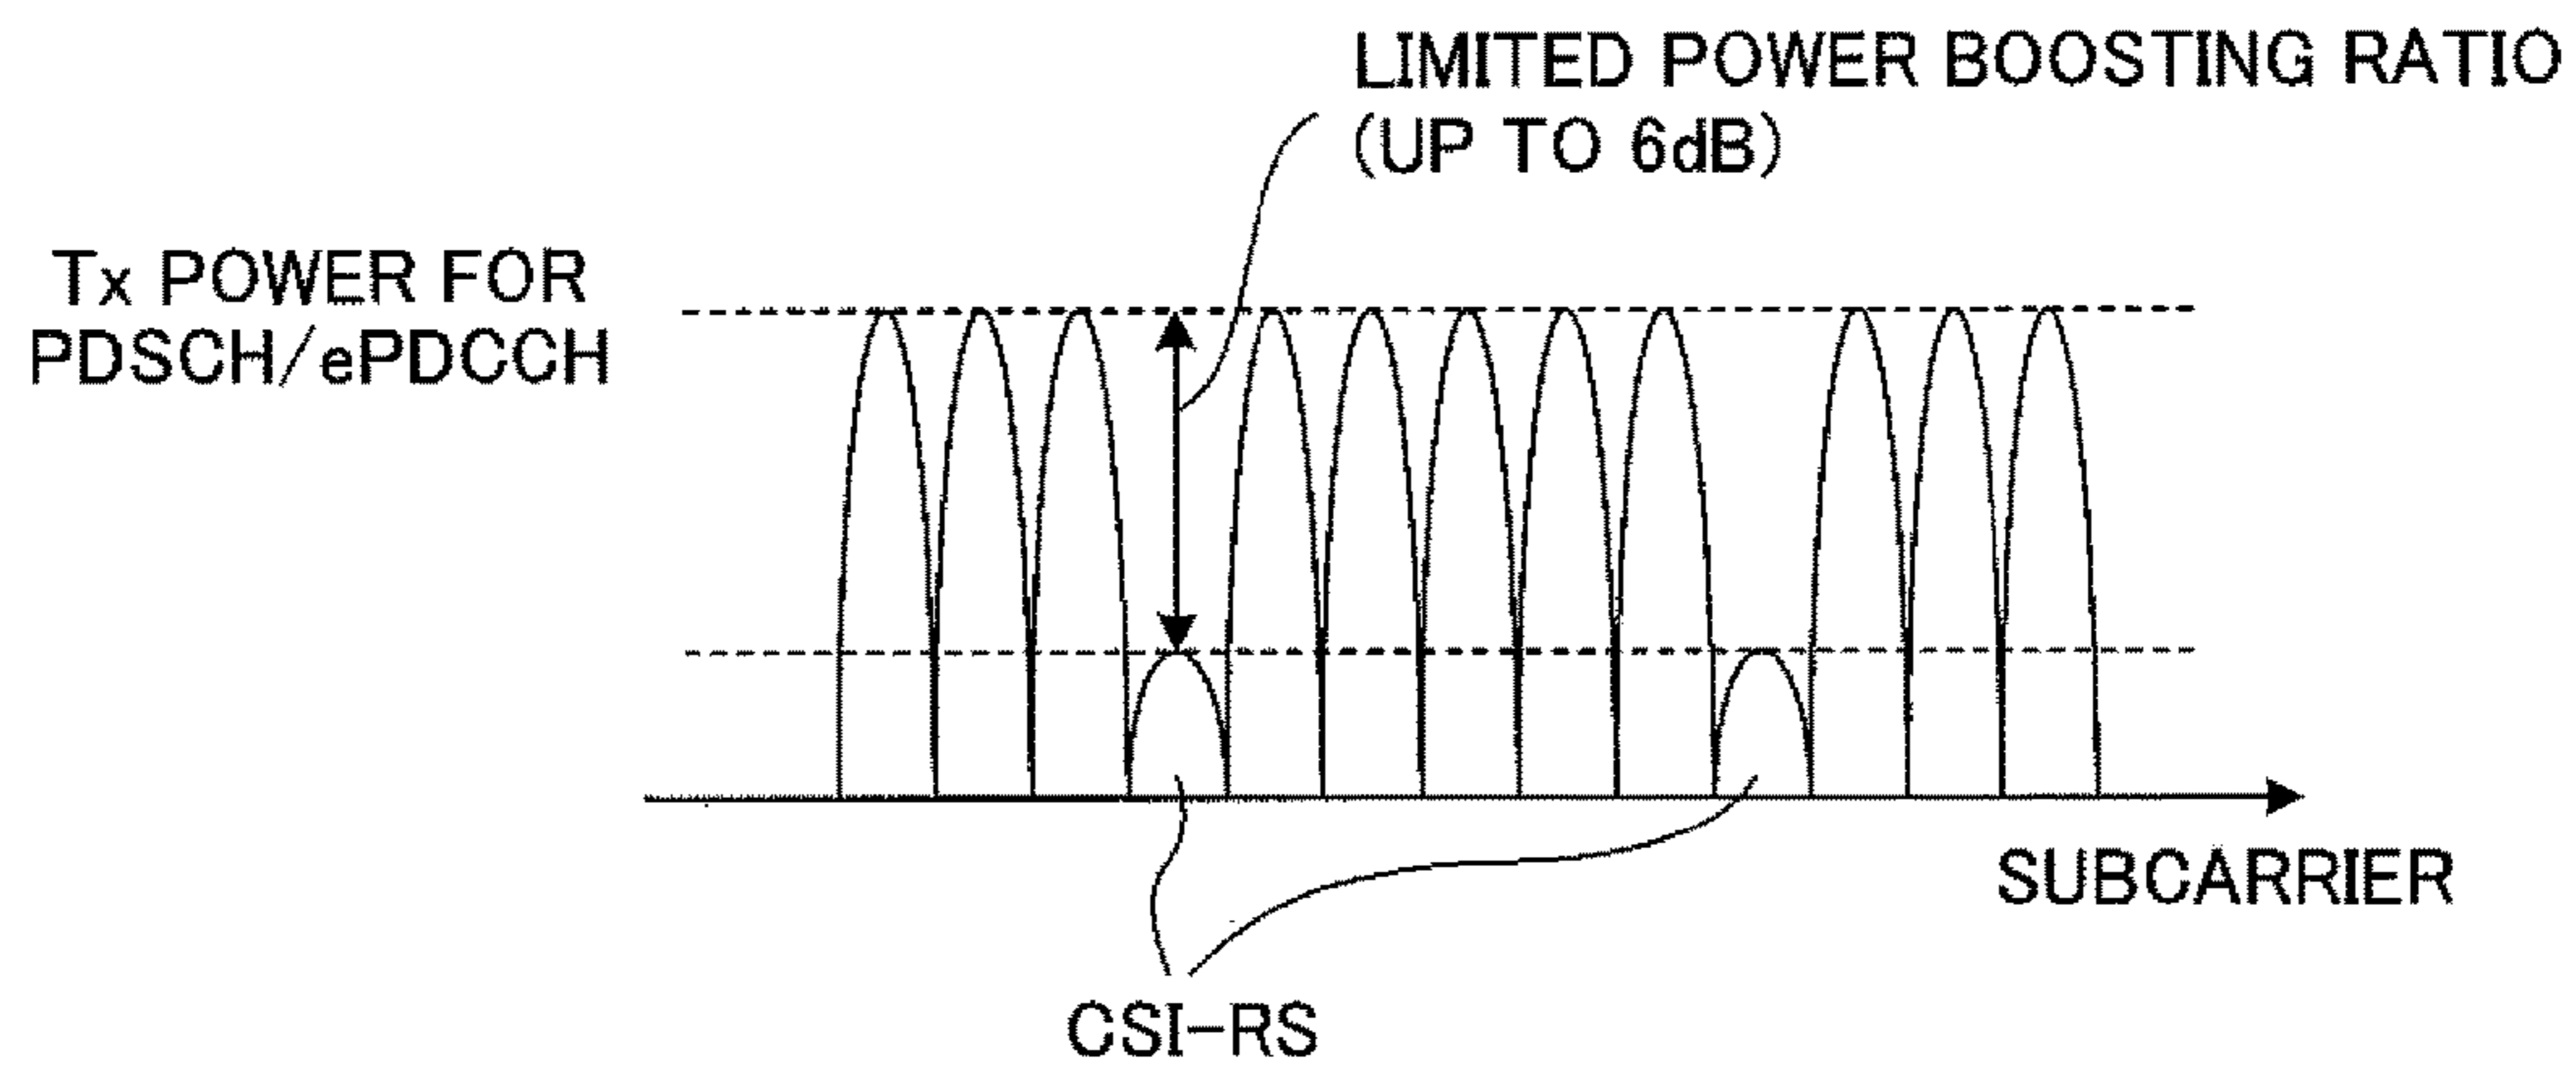 LIMITED POWER BOOSTING RATIO
(UP TO 6dB)
Tx POWER FOR
PDSCH/ePDCCH
SUBCARRIER
CSI-RS